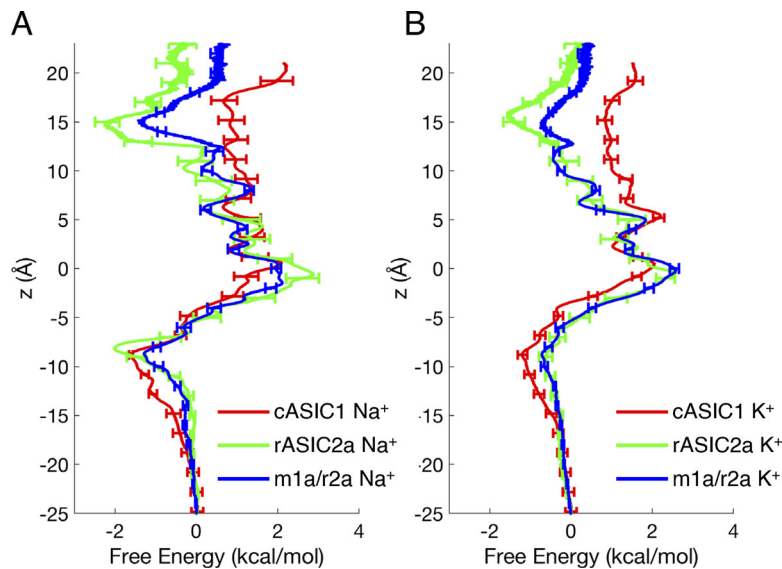 A
B
20
15
10
5
0
-5
-10
-15
-20
-25
z (Å)
cASIC1 Na⁺
rASIC2a Na⁺
m1a/r2a Na⁺
-2
0
2
4
Free Energy (kcal/mol)
20
15
10
5
0
-5
-10
-15
-20
-25
z (Å)
cASIC1 K⁺
rASIC2a K⁺
m1a/r2a K⁺
-2
0
2
4
Free Energy (kcal/mol)